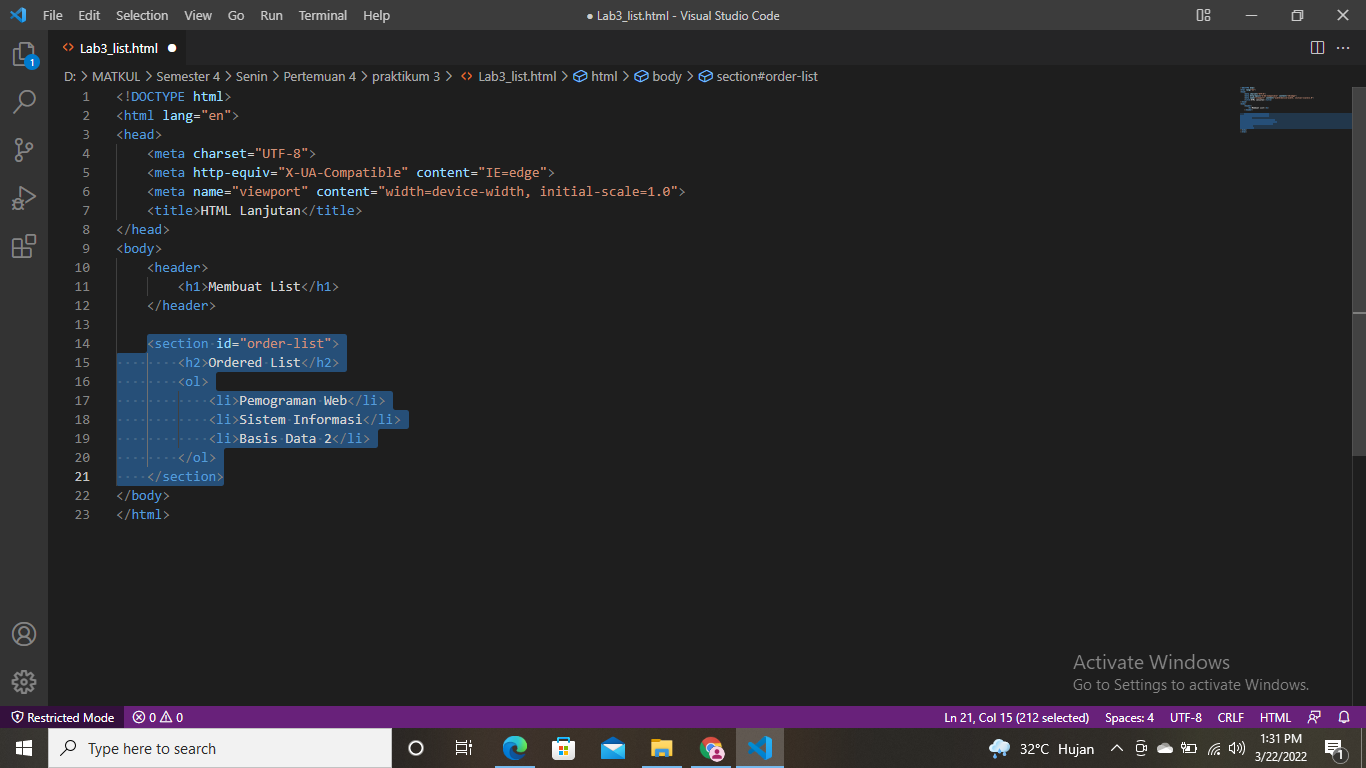 File Edit Selection View Go Run Terminal Help ● Lab3_list.html - Visual Studio Code
<> Lab3_list.html ●
D: > MATKUL > Semester 4 > Senin > Pertemuan 4 > praktikum 3 > <> Lab3_list.html > html > body > section#order-list
1 <!DOCTYPE html>
2 <html lang="en">
3 <head>
4 <meta charset="UTF-8">
5 <meta http-equiv="X-UA-Compatible" content="IE=edge">
6 <meta name="viewport" content="width=device-width, initial-scale=1.0">
7 <title>HTML Lanjutan</title>
8 </head>
9 <body>
10 <header>
11 <h1>Membuat List</h1>
12 </header>
13
14 <section id="order-list">
15 <h2>Ordered List</h2>
16 <ol>
17 <li>Pemograman Web</li>
18 <li>Sistem Informasi</li>
19 <li>Basis Data 2</li>
20 </ol>
21 </section>
22 </body>
23 </html>
1
Activate Windows
Go to Settings to activate Windows.
Restricted Mode 0 0 Ln 21, Col 15 (212 selected) Spaces: 4 UTF-8 CRLF HTML
Type here to search 32°C Hujan 1:31 PM
3/22/2022 1